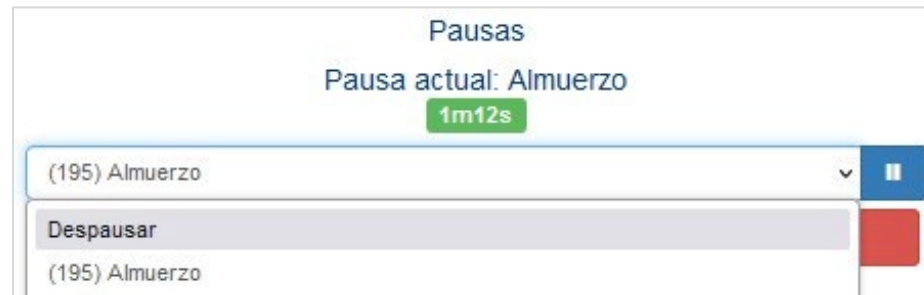 Pausas
Pausa actual: Almuerzo
1m12s
(195) Almuerzo
Despausar
(195) Almuerzo